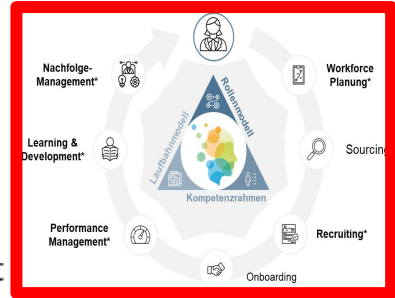 Nachfolge-
Management*
Workforce
Planung*
Rollenmodell
Laufbahnmodell
Learning &
Development*
Sourcing
Kompetenzrahmen
Performance
Management*
Recruiting*
Onboarding